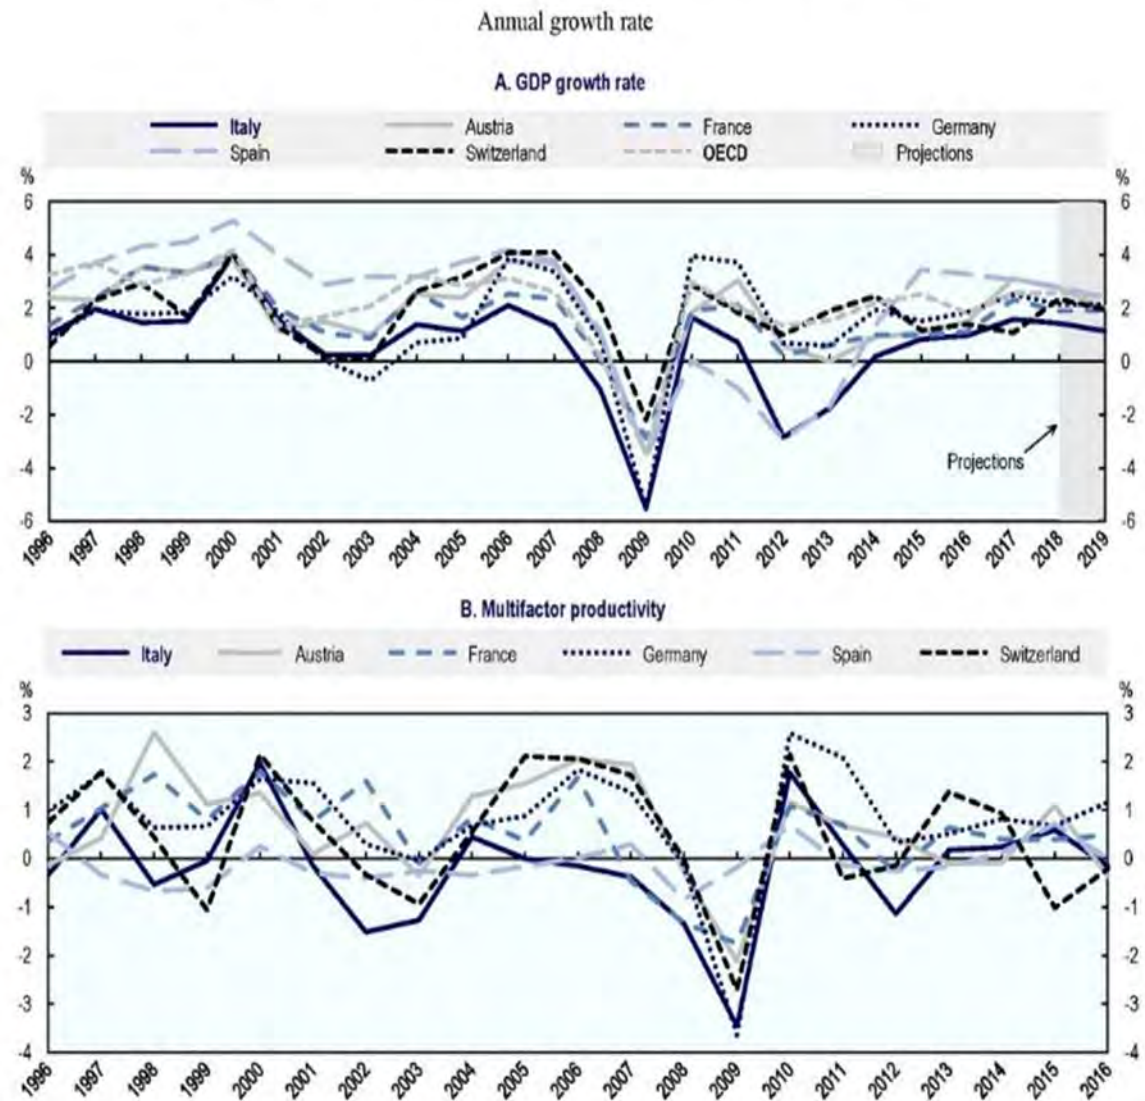 Annual growth rate
A. GDP growth rate
Italy Austria France Germany
Spain Switzerland OECD Projections
% %
6 6
4 4
2 2
0 0
-2 -2
Projections
-4 -4
-6 -6
1996 1997 1998 1999 2000 2001 2002 2003 2004 2005 2006 2007 2008 2009 2010 2011 2012 2013 2014 2015 2016 2017 2018 2019
B. Multifactor productivity
Italy Austria France Germany Spain Switzerland
% %
3 3
2 2
1 1
0 0
-1 -1
-2 -2
-3 -3
-4 -4
1996 1997 1998 1999 2000 2001 2002 2003 2004 2005 2006 2007 2008 2009 2010 2011 2012 2013 2014 2015 2016